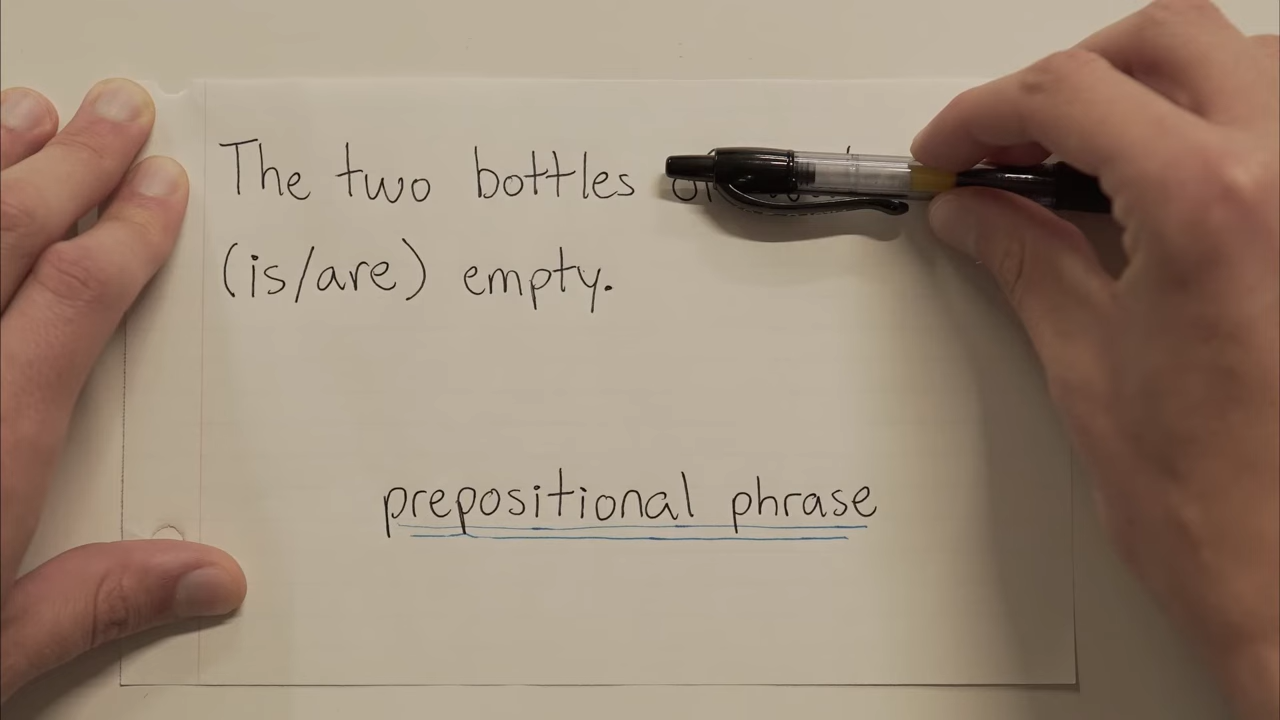 The two bottles
(is/are) empty.
prepositional phrase